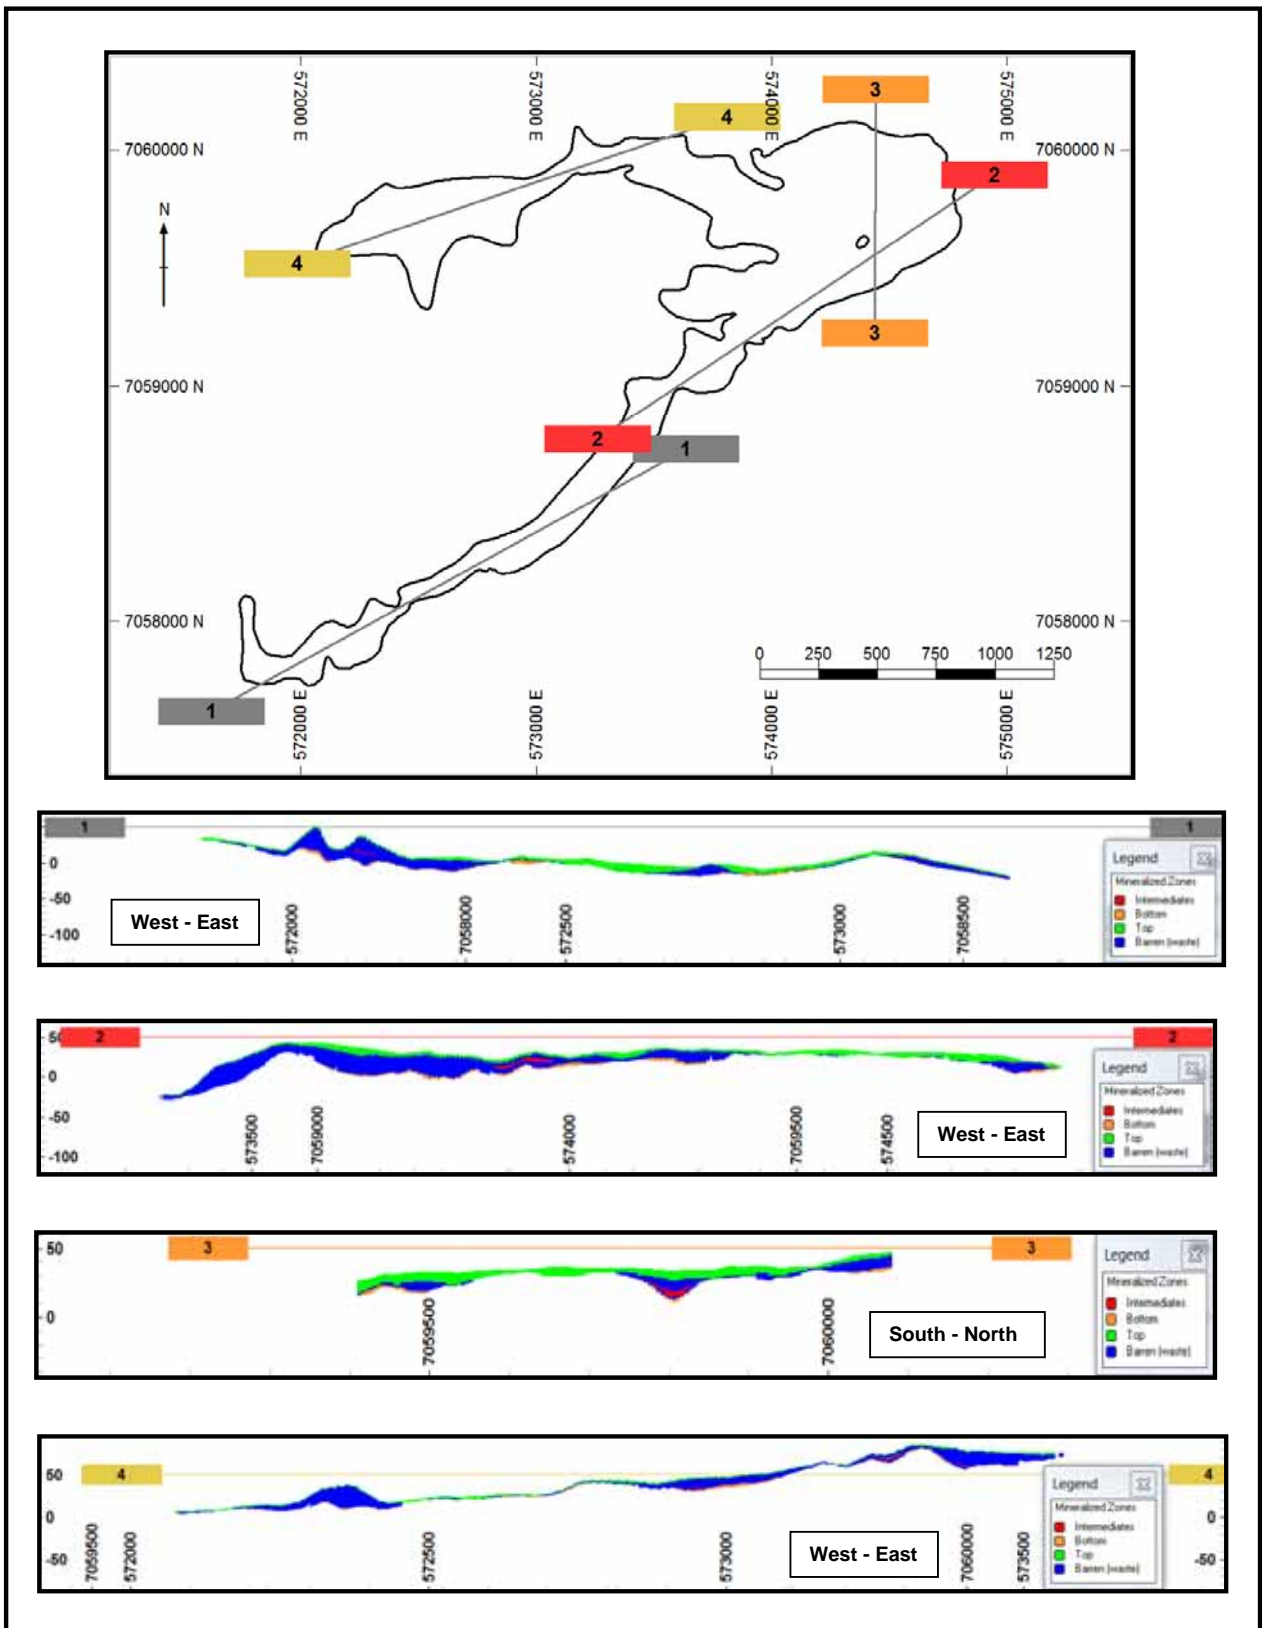 572000 E 573000 E 574000 E 575000 E
3
4
7060000 N 7060000 N
2
N
4
3
7059000 N 7059000 N
2
1
7058000 N 7058000 N
0 250 500 750 1000 1250
1
572000 E 573000 E 574000 E 575000 E
1 1
0
-50
-100
West - East
572000 7058000 572500 573000 7058500
Legend
Mineralized Zones
Intermediates
Bottom
Top
Barren (waste)
50 2 2
0
-50
-100
573500 7059000 574000 7059500 574500
West - East
Legend
Mineralized Zones
Intermediates
Bottom
Top
Barren (waste)
50 3 3
0
7059500 7060000
South - North
Legend
Mineralized Zones
Intermediates
Bottom
Top
Barren (waste)
50 4 4
0 0
-50 -50
7059500 572000 572500 573000 7060000 573500
West - East
Legend
Mineralized Zones
Intermediates
Bottom
Top
Barren (waste)